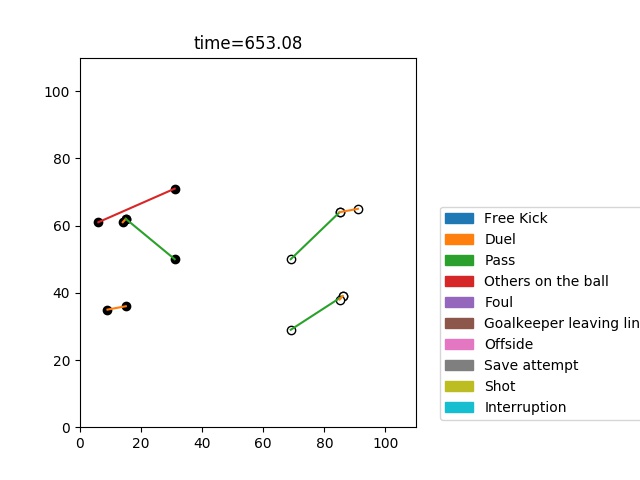 time=653.08
100
80
60
40
20
0
0 20 40 60 80 100
Free Kick
Duel
Pass
Others on the ball
Foul
Goalkeeper leaving lin
Offside
Save attempt
Shot
Interruption